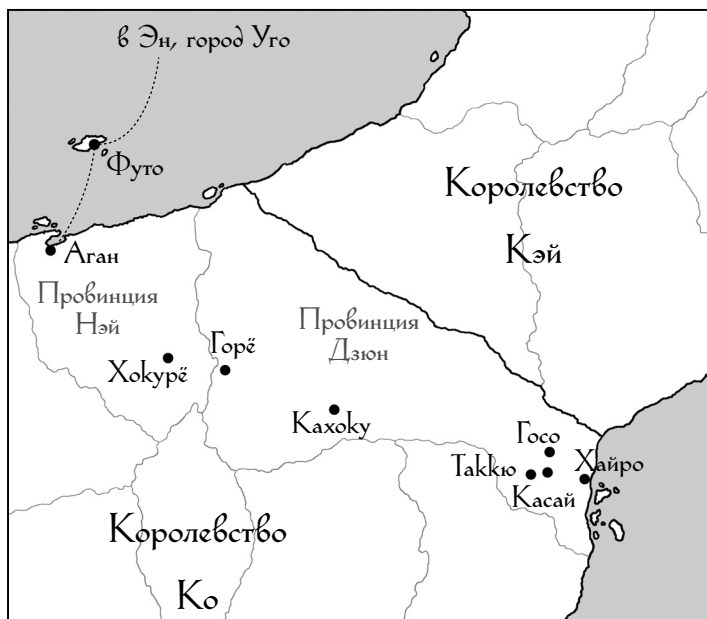 в Эн, город Уго
Футо
Королевство
Кэй
Аган
Провинция
Нэй
Провинция
Дзюн
Горё
Хокурё
Кахоку
Госо
Таккю
Хайро
Касай
Королевство
Ко